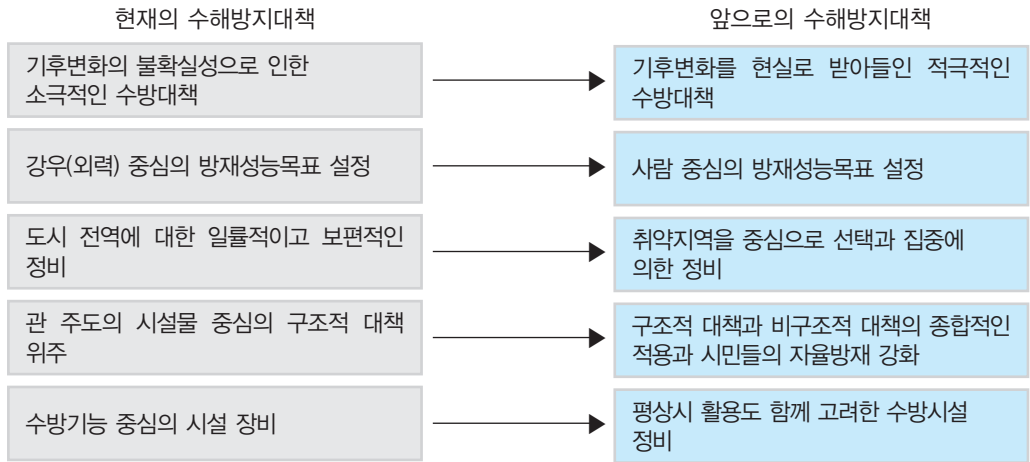 현재의 수해방지대책
앞으로의 수해방지대책
기후변화의 불확실성으로 인한
소극적인 수방대책
기후변화를 현실로 받아들인 적극적인
수방대책
강우(외력) 중심의 방재성능목표 설정
사람 중심의 방재성능목표 설정
도시 전역에 대한 일률적이고 보편적인
정비
취약지역을 중심으로 선택과 집중에
의한 정비
관 주도의 시설물 중심의 구조적 대책
위주
구조적 대책과 비구조적 대책의 종합적인
적용과 시민들의 자율방재 강화
수방기능 중심의 시설 장비
평상시 활용도 함께 고려한 수방시설
정비